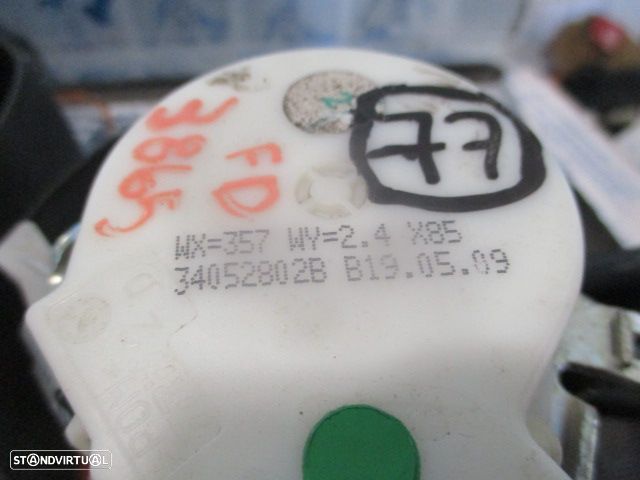 77
3865
FD
WX=357 WY=2.4 X85
34052802B B19.05.09
STANDVIRTUAL